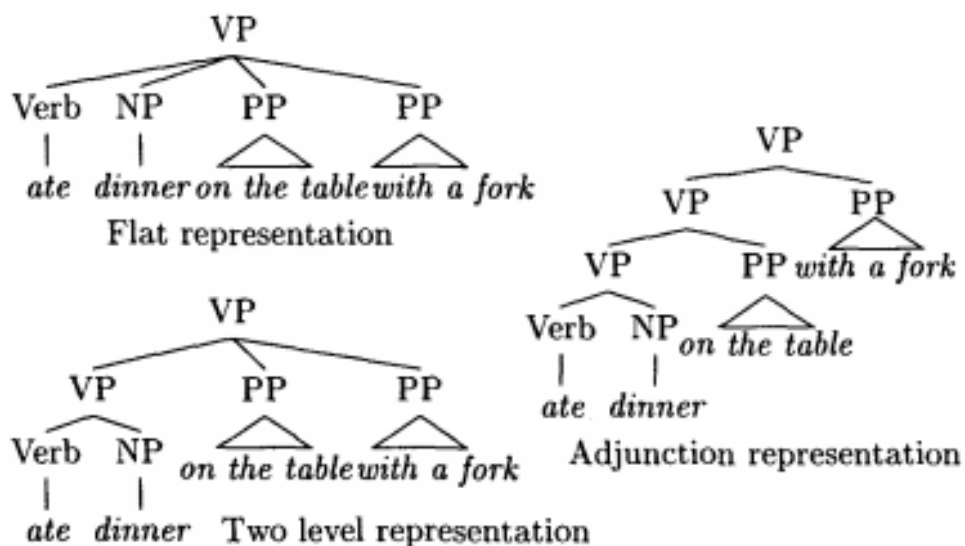 VP
Verb NP PP PP
ate dinner on the table with a fork
Flat representation
VP
VP PP PP
Verb NP on the table with a fork
ate dinner Two level representation
VP
VP PP
VP PP with a fork
Verb NP on the table
ate dinner
Adjunction representation